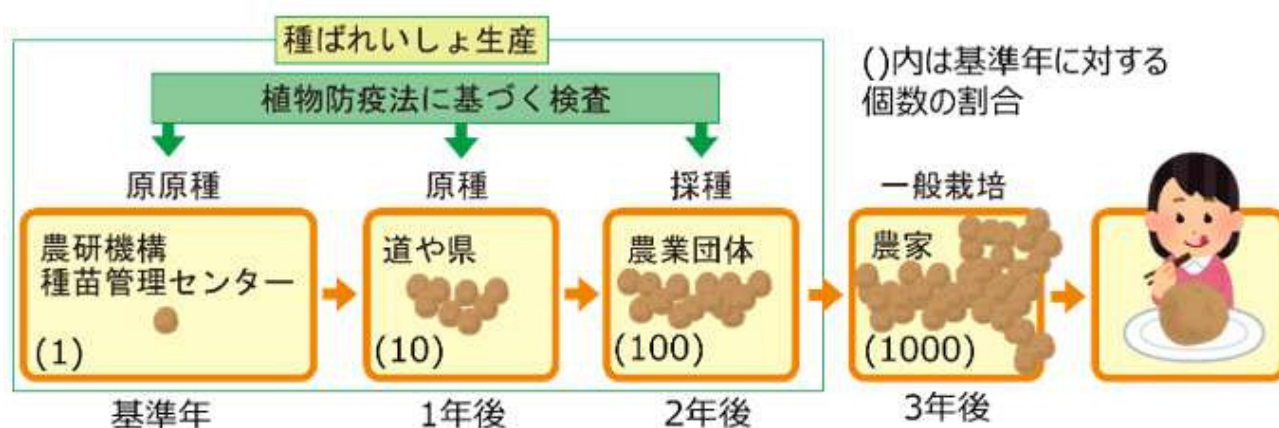 種ばれいしょ生産
植物防疫法に基づく検査
()内は基準年に対する
個数の割合
原原種
原種
採種
一般栽培
農研機構
種苗管理センター
(1)
道や県
(10)
農業団体
(100)
農家
(1000)
基準年
1年後
2年後
3年後